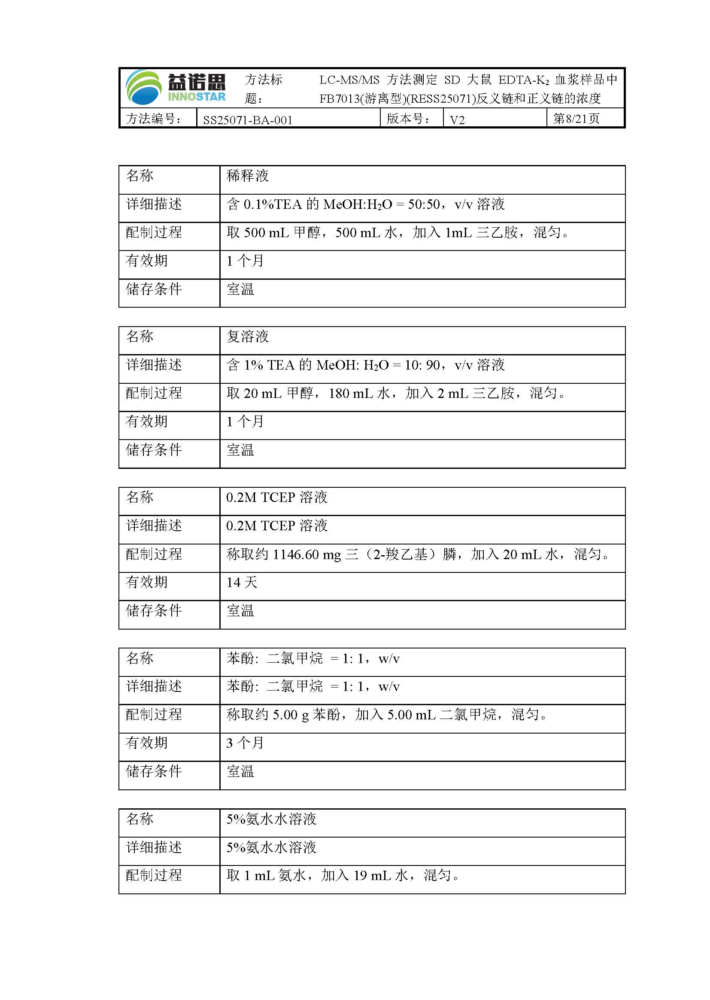 益诺思
INNOSTAR
方法标题：
LC-MS/MS 方法测定 SD 大鼠 EDTA-K₂ 血浆样品中
FB7013(游离型)(RESS25071)反义链和正义链的浓度
方法编号： SS25071-BA-001 版本号： V2 第8/21页
名称 稀释液
详细描述 含 0.1%TEA 的 MeOH:H₂O = 50:50，v/v 溶液
配制过程 取 500 mL 甲醇，500 mL 水，加入 1mL 三乙胺，混匀。
有效期 1 个月
储存条件 室温
名称 复溶液
详细描述 含 1% TEA 的 MeOH: H₂O = 10: 90，v/v 溶液
配制过程 取 20 mL 甲醇，180 mL 水，加入 2 mL 三乙胺，混匀。
有效期 1 个月
储存条件 室温
名称 0.2M TCEP 溶液
详细描述 0.2M TCEP 溶液
配制过程 称取约 1146.60 mg 三（2-羧乙基）膦，加入 20 mL 水，混匀。
有效期 14 天
储存条件 室温
名称 苯酚: 二氯甲烷 = 1: 1，w/v
详细描述 苯酚: 二氯甲烷 = 1: 1，w/v
配制过程 称取约 5.00 g 苯酚，加入 5.00 mL 二氯甲烷，混匀。
有效期 3 个月
储存条件 室温
名称 5%氨水水溶液
详细描述 5%氨水水溶液
配制过程 取 1 mL 氨水，加入 19 mL 水，混匀。